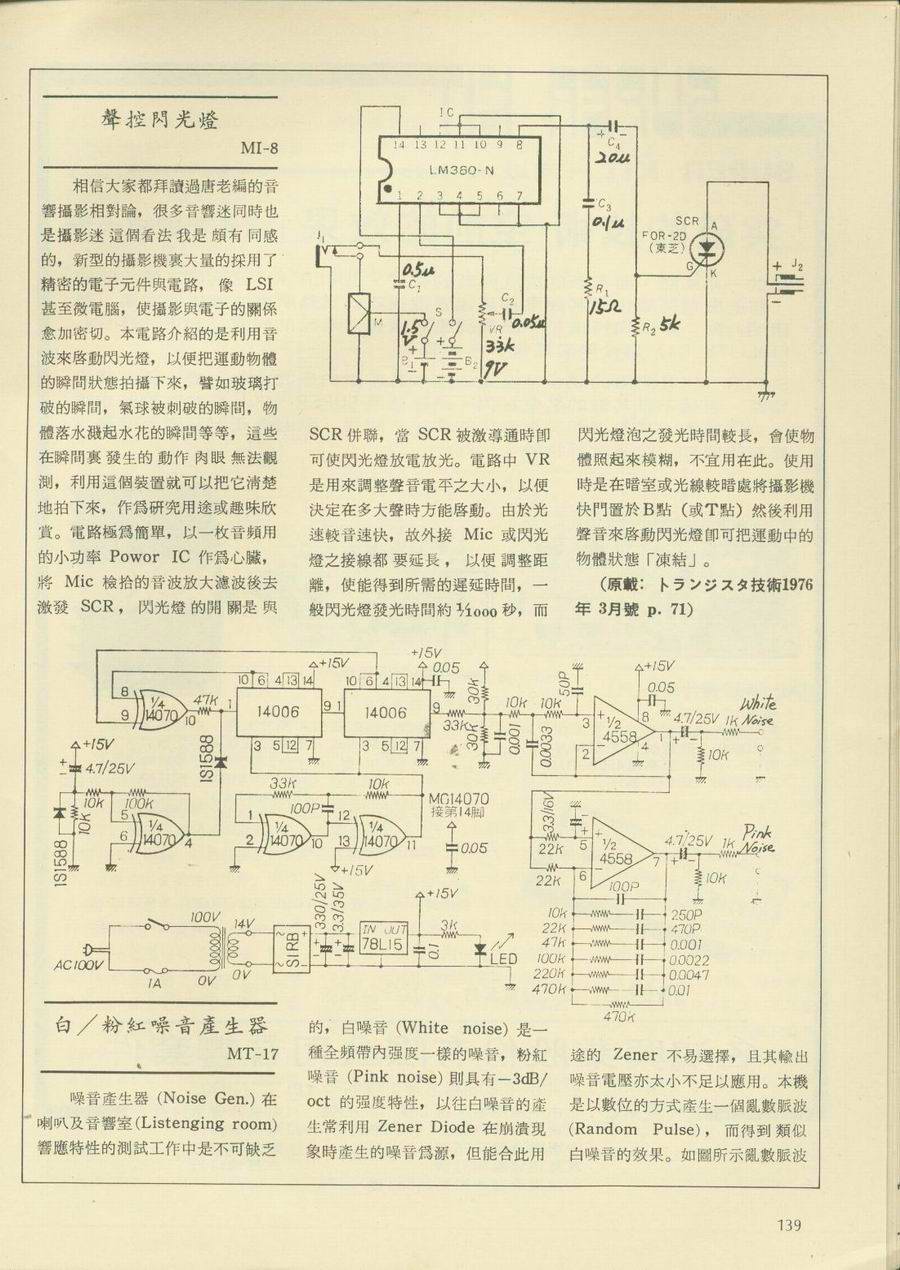 聲控閃光燈
MI-8
相信大家都拜讀過唐老編的音
響攝影相對論，很多音響迷同時也
是攝影迷 這個看法 我是 頗有 同感
的，新型的攝影機裏大量的採用了
精密的電子元件與電路，像 LSI
甚至微電腦，使攝影與電子的關係
愈加密切。本電路介紹的是利用音
波來啓動閃光燈，以便把運動物體
的瞬間狀態拍攝下來，譬如玻璃打
破的瞬間，氣球被刺破的瞬間，物
體落水濺起水花的瞬間等等，這些
在瞬間裏 發生的 動作 肉眼 無法觀
測，利用這個裝置就可以把它清楚
地拍下來，作爲研究用途或趣味欣
賞。電路極爲簡單，以一枚音頻用
的小功率 Powor IC 作爲心臟，
將 Mic 檢拾的音波放大濾波後去
激發 SCR，閃光燈 的開 關是 與
IC
14 13 12 11 10 9 8
LM380-N
1 2 3 4 5 6 7
C4
20u
C3
0.1u
R1
15Ω
R2 5k
SCR
FOR-2D
(東芝)
A
G
K
J2
J1
M
0.5u
C1
1.5V
B1
S
B2
9V
VR
33k
C2
0.05u
SCR 併聯，當 SCR 被激導通時卽
可使閃光燈放電放光。電路中 VR
是用來調整聲音電平之大小，以便
決定在多大聲時方能啓動。由於光
速較音速快，故外接 Mic 或閃光
燈之接線都 要延長，以便 調整距
離，使能得到所需的遲延時間，一
般閃光燈發光時間約 1/1000 秒，而
閃光燈泡之發光時間較長，會使物
體照起來模糊，不宜用在此。使用
時是在暗室或光線較暗處將攝影機
快門置於B點（或T點）然後利用
聲音來啓動閃光燈卽可把運動中的
物體狀態「凍結」。
（原載：トランジスタ技術1976
年 3月號 p. 71）
8
9
1/4
14070
10
47k
1
+15V
10 6 4 13 14
14006
3 5 12 7
9 1
+15V
10 6 4 13 14
14006
3 5 12 7
0.05
9
33k
30k
30k
10k
0.001
10k
0.0033
50P
3
2
1/2
4558
8
4
1
+15V
0.05
4.7/25V
1k
White
Noise
10k
+15V
4.7/25V
10k
100k
10k
1S1588
5
6
1/4
14070
4
1S1588
33k
10k
100P
1
2
1/4
14070
10
12
13
1/4
14070
11
+15V
MC14070
接第14脚
0.05
3.3/16V
22k
22k
5
6
1/2
4558
7
4.7/25V
1k
Pink
Noise
10k
100P
10k 250P
22k 470P
47k 0.001
100k 0.0022
220k 0.0047
470k 0.01
470k
AC100V
1A
100V
0V
14V
0V
S1RB
330/25V
3.3/35V
IN OUT
78L15
0.1
+15V
3k
LED
白／粉紅噪音產生器
MT-17
噪音產生器 (Noise Gen.) 在
喇叭及音響室(Listenging room)
響應特性的測試工作中是不可缺乏
的，白噪音 (White noise) 是一
種全頻帶內强度一樣的噪音，粉紅
噪音 (Pink noise) 則具有－3dB/
oct 的强度特性，以往白噪音的產
生常利用 Zener Diode 在崩潰現
象時產生的噪音爲源，但能合此用
途的 Zener 不易選擇，且其輸出
噪音電壓亦太小不足以應用。本機
是以數位的方式產生一個亂數脈波
(Random Pulse)，而得到 類似
白噪音的效果。如圖所示亂數脈波
139